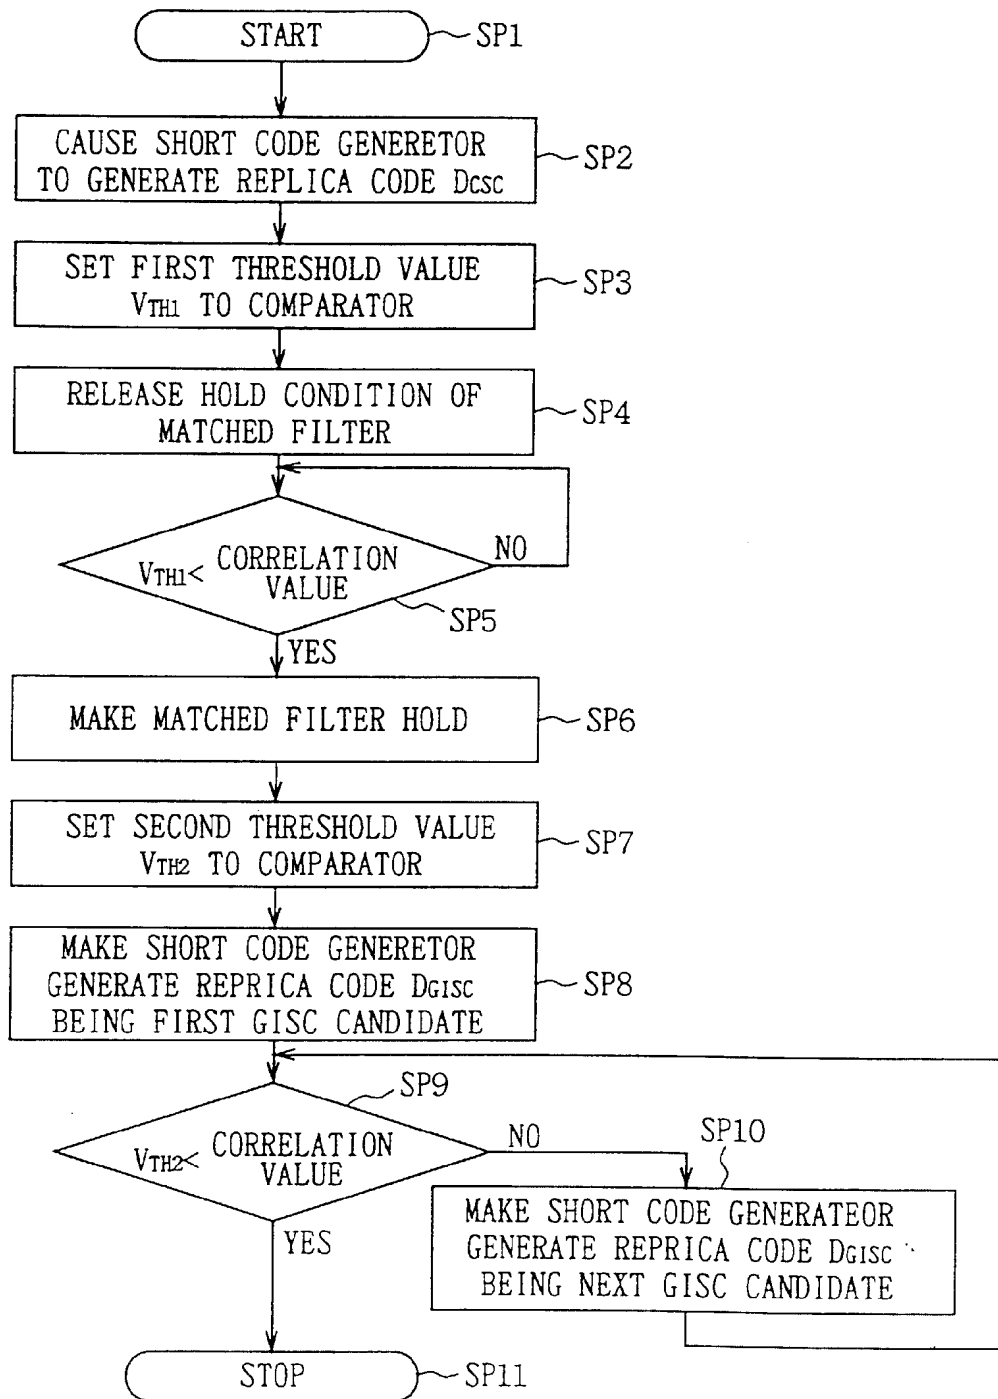 START
SP1
CAUSE SHORT CODE GENERETOR
TO GENERATE REPLICA CODE DCSC
SP2
SET FIRST THRESHOLD VALUE
VTH1 TO COMPARATOR
SP3
RELEASE HOLD CONDITION OF
MATCHED FILTER
SP4
VTH1< CORRELATION
VALUE
NO
SP5
YES
MAKE MATCHED FILTER HOLD
SP6
SET SECOND THRESHOLD VALUE
VTH2 TO COMPARATOR
SP7
MAKE SHORT CODE GENERETOR
GENERATE REPRICA CODE DGISC
BEING FIRST GISC CANDIDATE
SP8
SP9
VTH2< CORRELATION
VALUE
NO
YES
SP10
MAKE SHORT CODE GENERATEOR
GENERATE REPRICA CODE DGISC
BEING NEXT GISC CANDIDATE
STOP
SP11